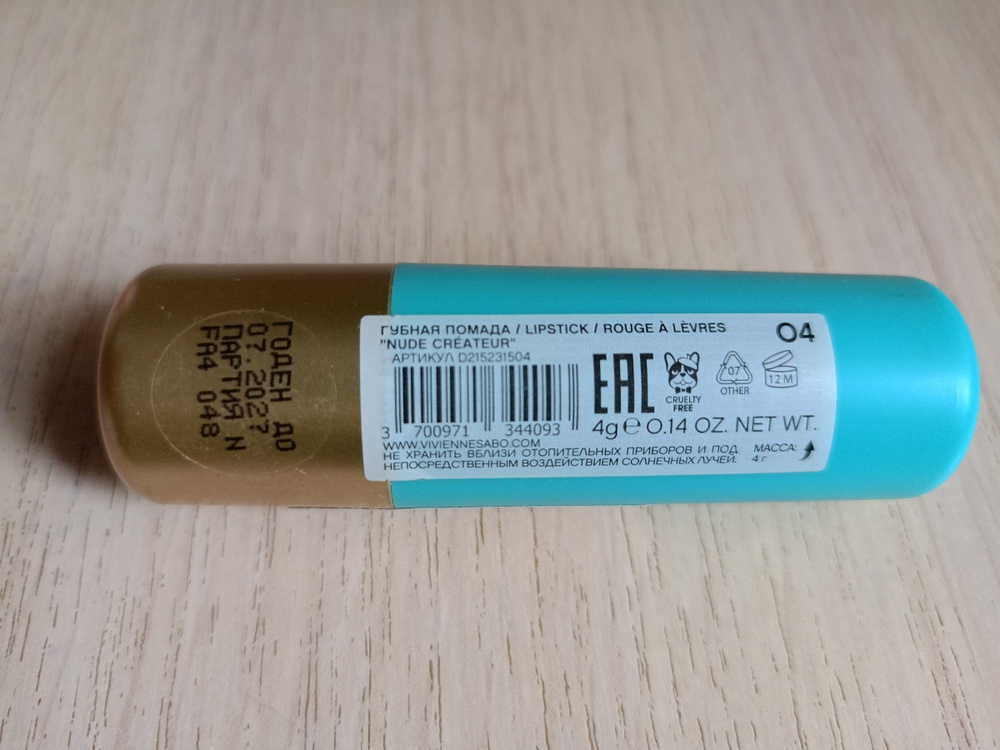 ГУБНАЯ ПОМАДА / LIPSTICK / ROUGE À LÈVRES
"NUDE CRÉATEUR"
04
АРТИКУЛ D215231504
EAC
CRUELTY
FREE
07
OTHER
12 M
3 700971 344093
4g e 0.14 OZ. NET WT.
WWW.VIVIENNESABO.COM
НЕ ХРАНИТЬ ВБЛИЗИ ОТОПИТЕЛЬНЫХ ПРИБОРОВ И ПОД
НЕПОСРЕДСТВЕННЫМ ВОЗДЕЙСТВИЕМ СОЛНЕЧНЫХ ЛУЧЕЙ.
МАССА:
4 г
ГОДЕН ДО
07.2027
ПАРТИЯ N
FA4 048